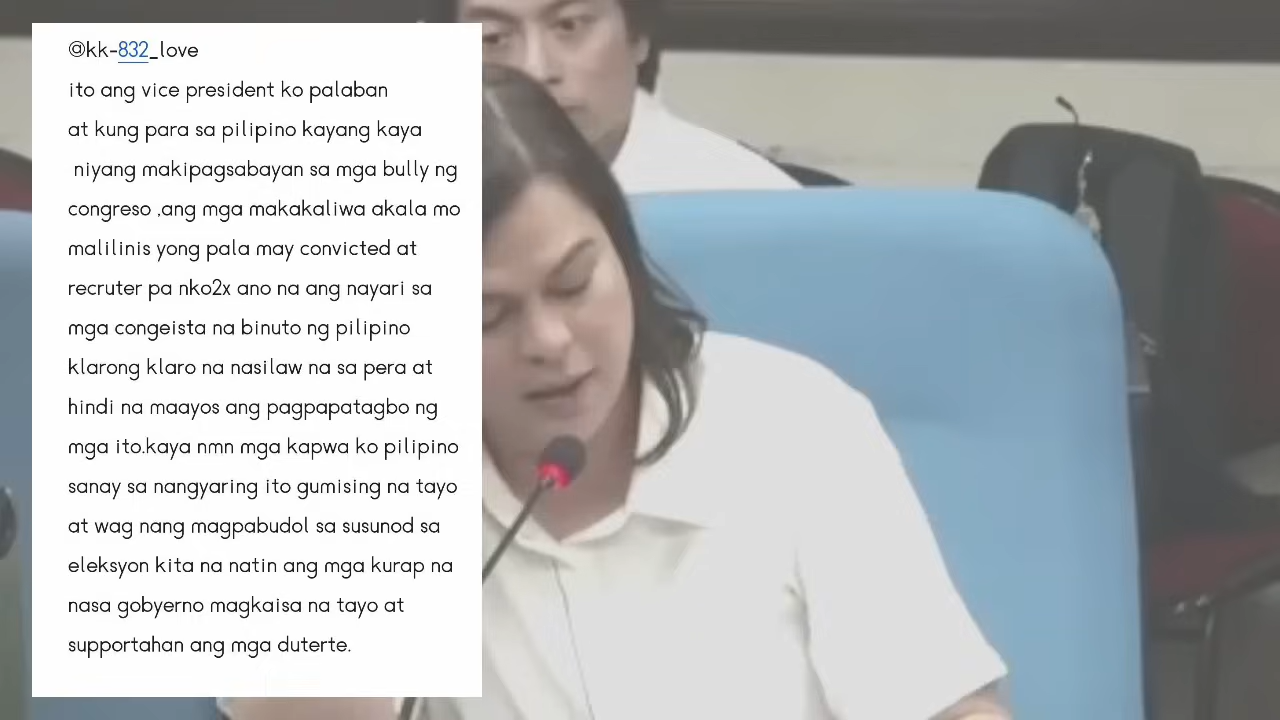 @kk-832_love
ito ang vice president ko palaban
at kung para sa pilipino kayang kaya
niyang makipagsabayan sa mga bully ng
congreso ,ang mga makakaliwa akala mo
malilinis yong pala may convicted at
recruter pa nko2x ano na ang nayari sa
mga congeista na binuto ng pilipino
klarong klaro na nasilaw na sa pera at
hindi na maayos ang pagpapatagbo ng
mga ito.kaya nmn mga kapwa ko pilipino
sanay sa nangyaring ito gumising na tayo
at wag nang magpabudol sa susunod sa
eleksyon kita na natin ang mga kurap na
nasa gobyerno magkaisa na tayo at
supportahan ang mga duterte.